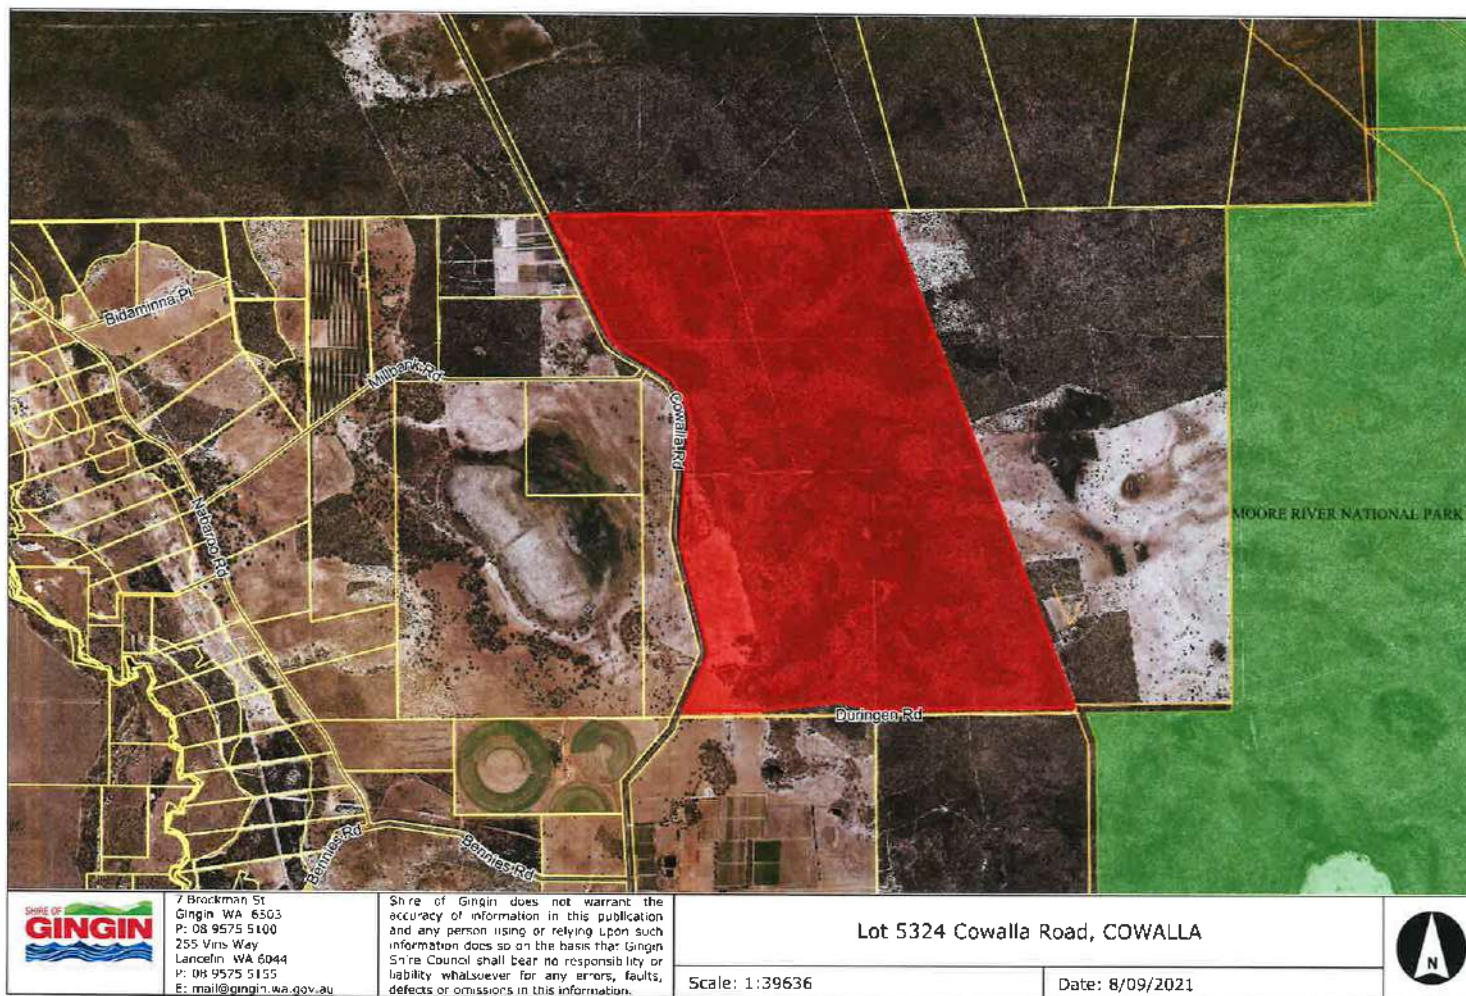 Bidaminna Pl
Millbank Rd
Cowalla Rd
Nabaroo Rd
MOORE RIVER NATIONAL PARK
Duringen Rd
Bennies Rd
Bennies Rd
SHIRE OF
GINGIN
7 Brockman St
Gingin WA 6503
P: 08 9575 5100
255 Vins Way
Lancelin WA 6044
P: 08 9575 5155
E: mail@gingin.wa.gov.au
Shire of Gingin does not warrant the
accuracy of information in this publication
and any person using or relying upon such
information does so on the basis that Gingin
Shire Council shall bear no responsibility or
liability whatsoever for any errors, faults,
defects or omissions in this information.
Lot 5324 Cowalla Road, COWALLA
Scale: 1:39636
Date: 8/09/2021
N